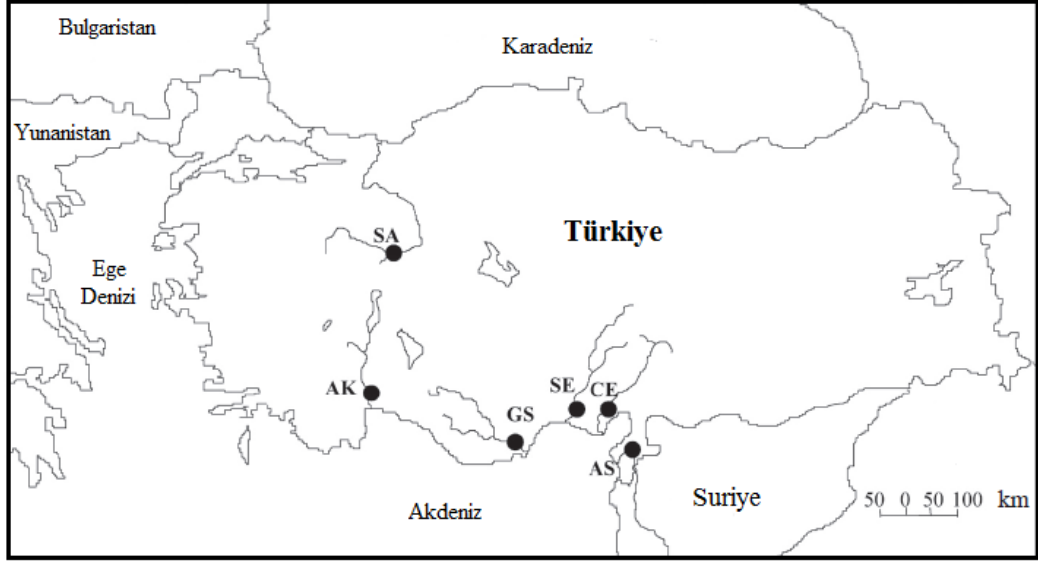 Bulgaristan
Karadeniz
Yunanistan
SA
Türkiye
Ege
Denizi
AK
SE
CE
GS
AS
Suriye
50 0 50 100 km
Akdeniz